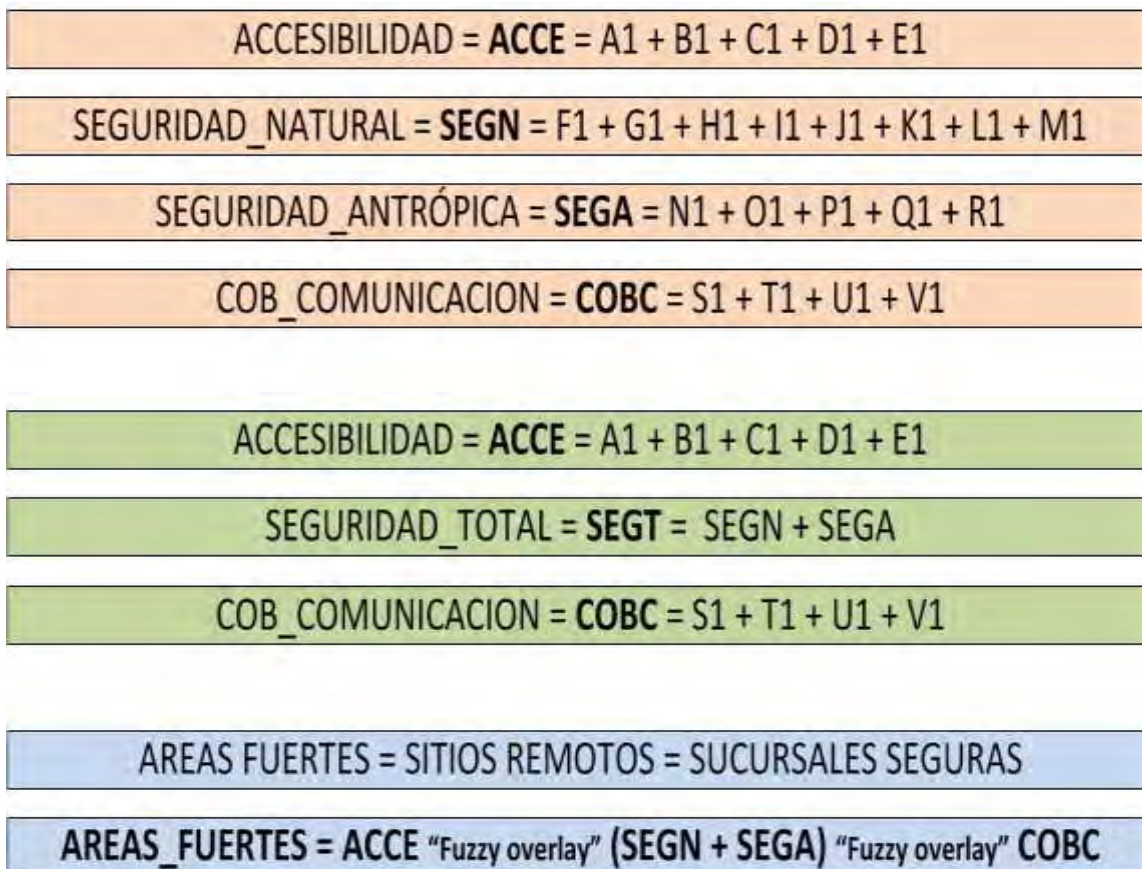 ACCESIBILIDAD = ACCE = A1 + B1 + C1 + D1 + E1
SEGURIDAD_NATURAL = SEGN = F1 + G1 + H1 + I1 + J1 + K1 + L1 + M1
SEGURIDAD_ANTRÓPICA = SEGA = N1 + O1 + P1 + Q1 + R1
COB_COMUNICACION = COBC = S1 + T1 + U1 + V1
ACCESIBILIDAD = ACCE = A1 + B1 + C1 + D1 + E1
SEGURIDAD_TOTAL = SEGT = SEGN + SEGA
COB_COMUNICACION = COBC = S1 + T1 + U1 + V1
AREAS FUERTES = SITIOS REMOTOS = SUCURSALES SEGURAS
AREAS_FUERTES = ACCE “Fuzzy overlay” (SEGN + SEGA) “Fuzzy overlay” COBC